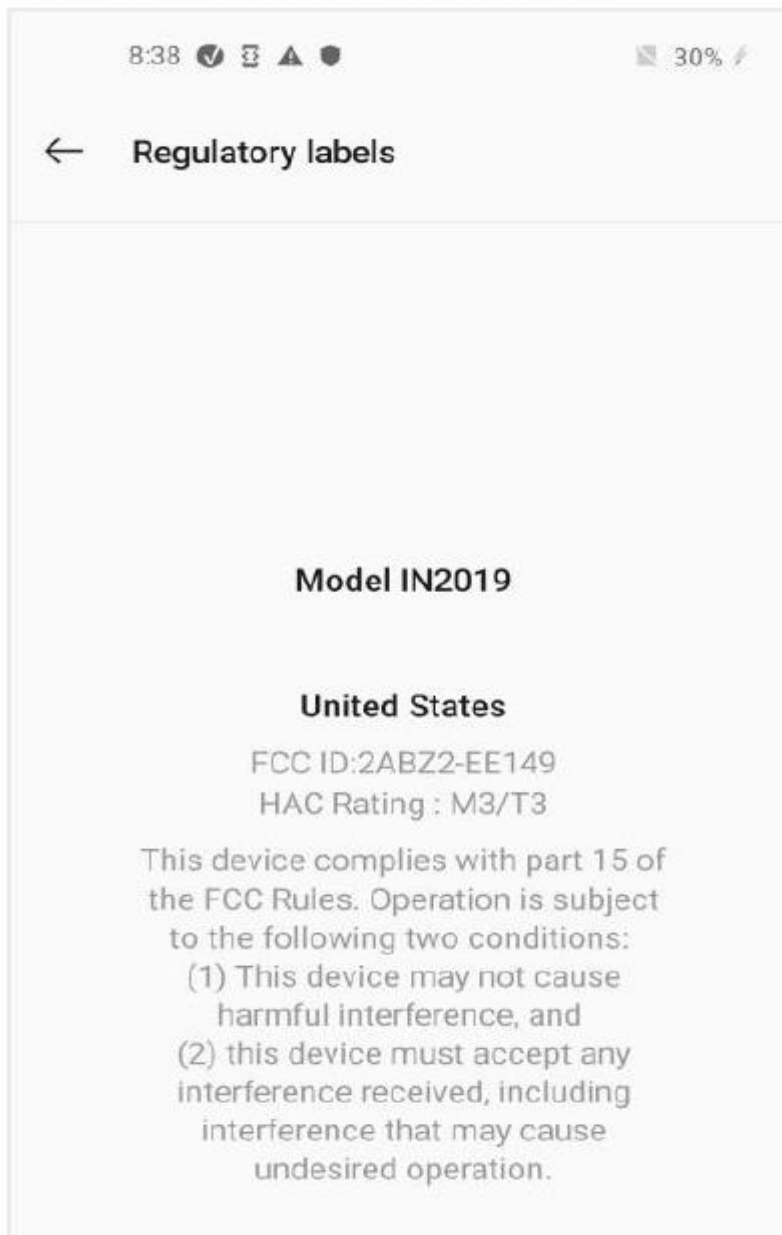 8:38 30%
Regulatory labels
Model IN2019
United States
FCC ID:2ABZ2-EE149
HAC Rating : M3/T3
This device complies with part 15 of
the FCC Rules. Operation is subject
to the following two conditions:
(1) This device may not cause
harmful interference, and
(2) this device must accept any
interference received, including
interference that may cause
undesired operation.